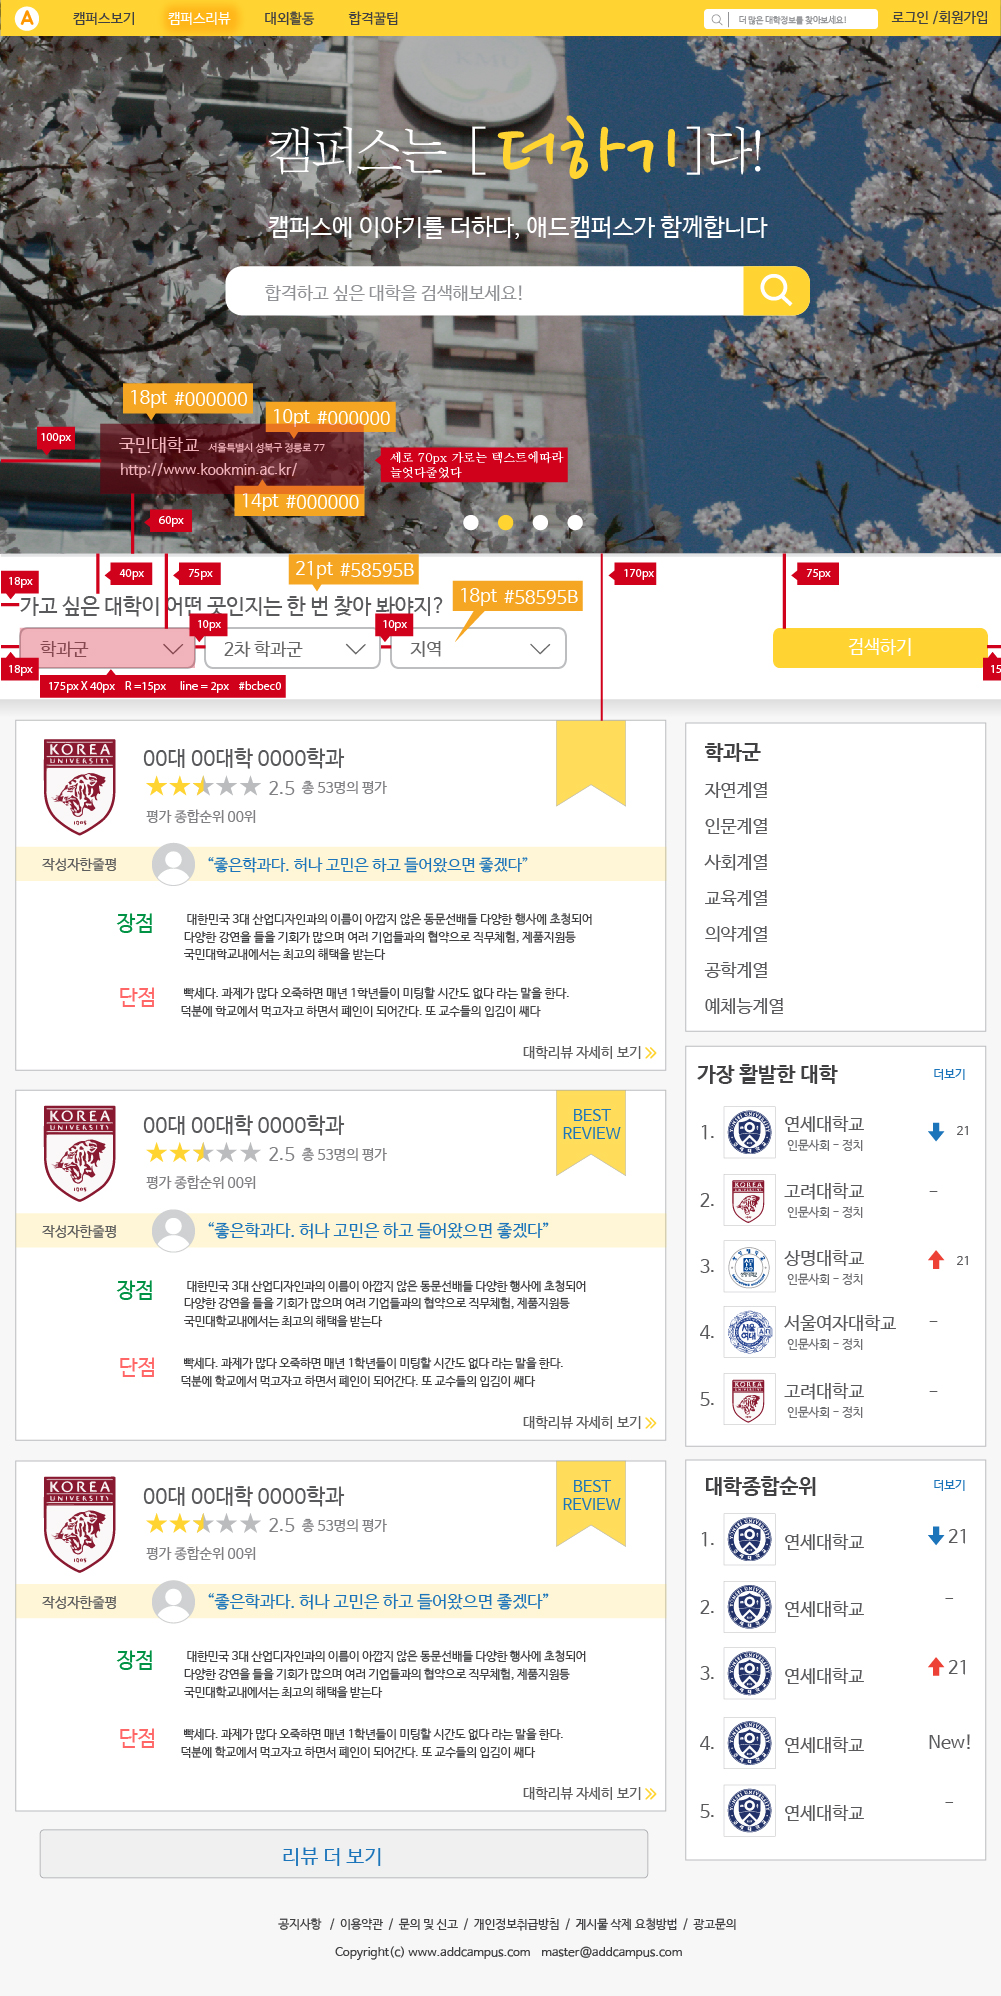 A 캠퍼스보기 캠퍼스리뷰 대외활동 합격꿀팁 더 많은 대학정보를 찾아보세요! 로그인 /회원가입
캠퍼스는 [더하기]다!
캠퍼스에 이야기를 더하다, 애드캠퍼스가 함께합니다
합격하고 싶은 대학을 검색해보세요!
18pt #000000
10pt #000000
100px
국민대학교 서울특별시 성북구 정릉로 77
http://www.kookmin.ac.kr/
세로 70px 가로는 텍스트에따라
늘엇다줄었다
14pt #000000
60px
18px
40px
75px
21pt #58595B
170px
75px
가고 싶은 대학이 어떤 곳인지는 한 번 찾아 봐야지?
18pt #58595B
10px
10px
학과군
2차 학과군
지역
검색하기
18px
15
175px X 40px R =15px line = 2px #bcbec0
00대 00대학 0000학과
2.5 총 53명의 평가
평가 종합순위 00위
KOREA
UNIVERSITY
1905
작성자한줄평 “좋은학과다. 허나 고민은 하고 들어왔으면 좋겠다”
장점 대한민국 3대 산업디자인과의 이름이 아깝지 않은 동문선배들 다양한 행사에 초청되어
다양한 강연을 들을 기회가 많으며 여러 기업들과의 협약으로 직무체험, 제품지원등
국민대학교내에서는 최고의 해택을 받는다
단점 빡세다. 과제가 많다 오죽하면 매년 1학년들이 미팅할 시간도 없다 라는 말을 한다.
덕분에 학교에서 먹고자고 하면서 폐인이 되어간다. 또 교수들의 입김이 쌔다
대학리뷰 자세히 보기
00대 00대학 0000학과
2.5 총 53명의 평가
평가 종합순위 00위
KOREA
UNIVERSITY
1905
BEST
REVIEW
작성자한줄평 “좋은학과다. 허나 고민은 하고 들어왔으면 좋겠다”
장점 대한민국 3대 산업디자인과의 이름이 아깝지 않은 동문선배들 다양한 행사에 초청되어
다양한 강연을 들을 기회가 많으며 여러 기업들과의 협약으로 직무체험, 제품지원등
국민대학교내에서는 최고의 해택을 받는다
단점 빡세다. 과제가 많다 오죽하면 매년 1학년들이 미팅할 시간도 없다 라는 말을 한다.
덕분에 학교에서 먹고자고 하면서 폐인이 되어간다. 또 교수들의 입김이 쌔다
대학리뷰 자세히 보기
00대 00대학 0000학과
2.5 총 53명의 평가
평가 종합순위 00위
KOREA
UNIVERSITY
1905
BEST
REVIEW
작성자한줄평 “좋은학과다. 허나 고민은 하고 들어왔으면 좋겠다”
장점 대한민국 3대 산업디자인과의 이름이 아깝지 않은 동문선배들 다양한 행사에 초청되어
다양한 강연을 들을 기회가 많으며 여러 기업들과의 협약으로 직무체험, 제품지원등
국민대학교내에서는 최고의 해택을 받는다
단점 빡세다. 과제가 많다 오죽하면 매년 1학년들이 미팅할 시간도 없다 라는 말을 한다.
덕분에 학교에서 먹고자고 하면서 폐인이 되어간다. 또 교수들의 입김이 쌔다
대학리뷰 자세히 보기
리뷰 더 보기
학과군
자연계열
인문계열
사회계열
교육계열
의약계열
공학계열
예체능계열
가장 활발한 대학 더보기
1. 연세대학교 21
인문사회 - 정치
2. 고려대학교 -
인문사회 - 정치
3. 상명대학교 21
인문사회 - 정치
4. 서울여자대학교 -
인문사회 - 정치
5. 고려대학교 -
인문사회 - 정치
대학종합순위 더보기
1. 연세대학교 21
2. 연세대학교 -
3. 연세대학교 21
4. 연세대학교 New!
5. 연세대학교 -
공지사항 / 이용약관 / 문의 및 신고 / 개인정보취급방침 / 게시물 삭제 요청방법 / 광고문의
Copyright(c) www.addcampus.com master@addcampus.com